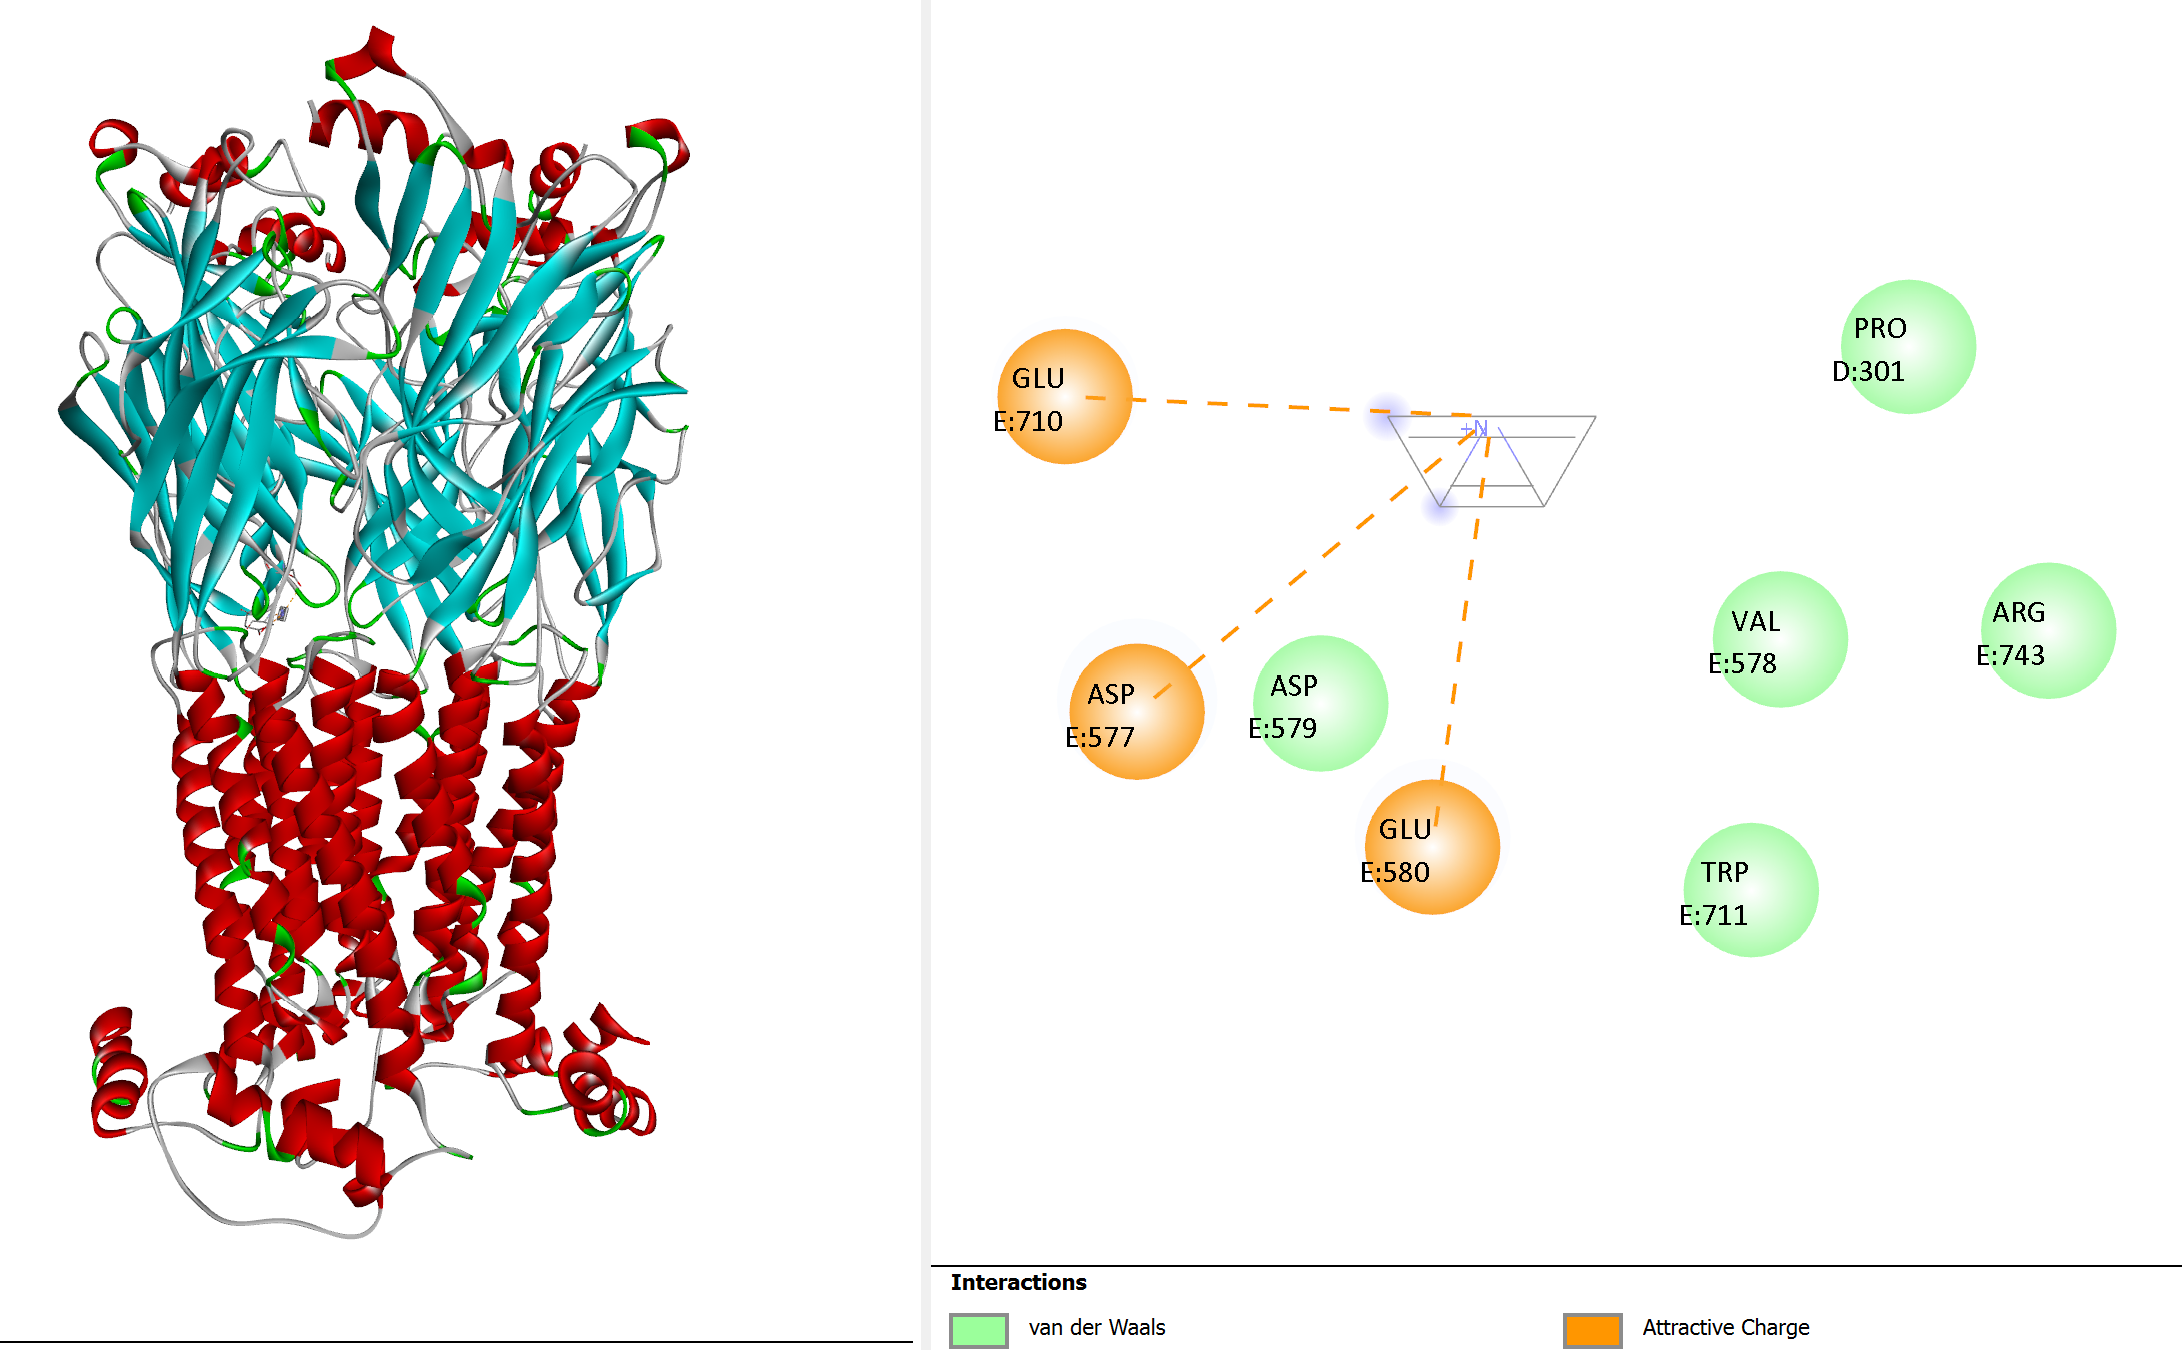 PRO
D:301
GLU
E:710
+N
VAL
E:578
ARG
E:743
ASP
E:577
ASP
E:579
GLU
E:580
TRP
E:711
Interactions
van der Waals
Attractive Charge